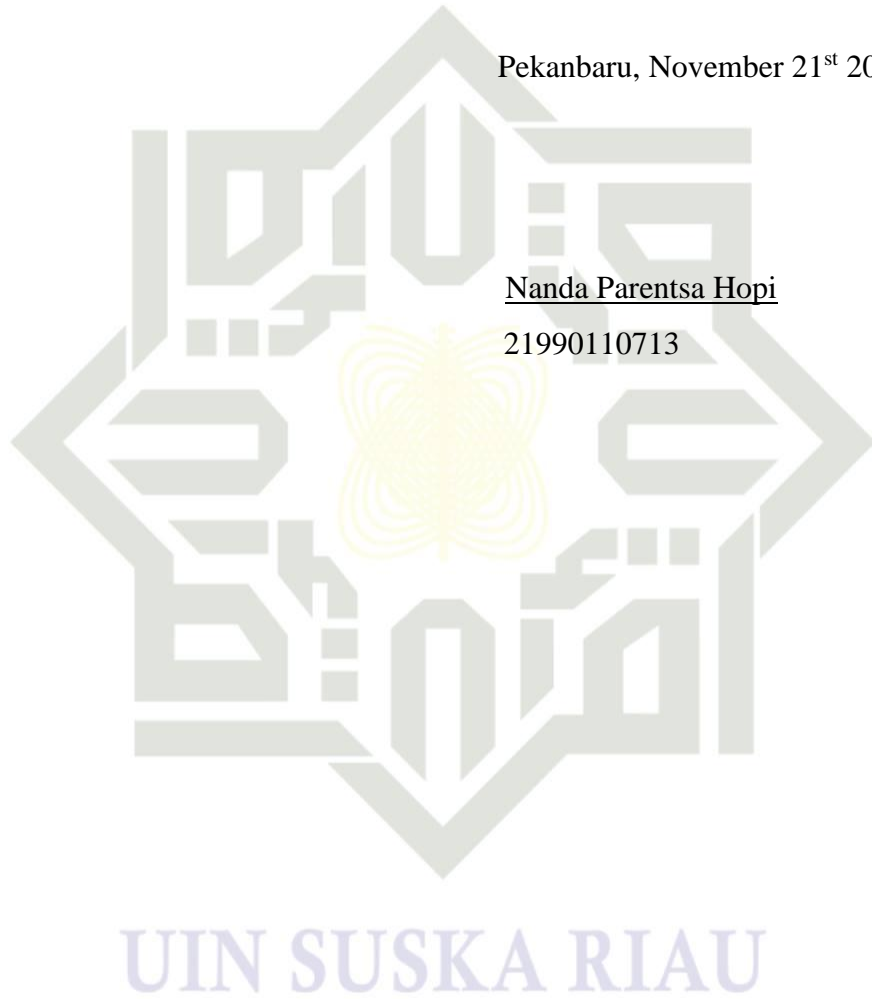 Pekanbaru, November 21st 20
Nanda Parentsa Hopi
21990110713
UIN SUSKA RIAU